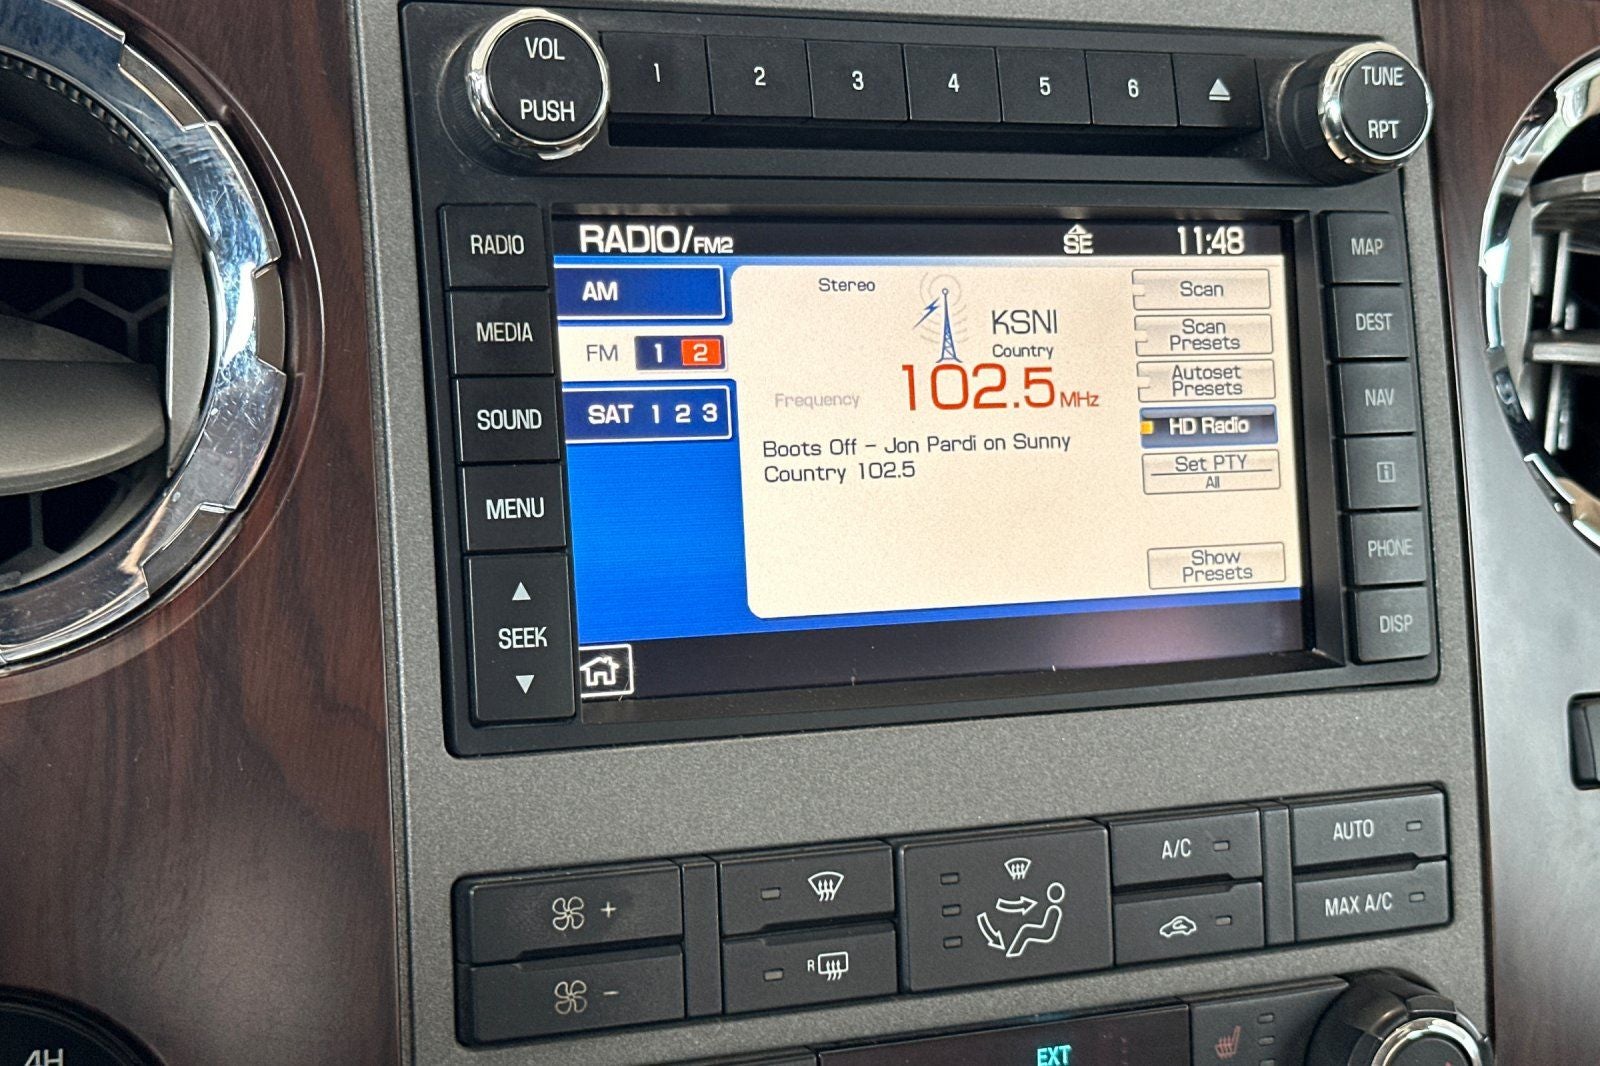 VOL
PUSH
1 2 3 4 5 6
TUNE
RPT
RADIO
MEDIA
SOUND
MENU
SEEK
RADIO/FM2
SE
11:48
AM
FM 1 2
SAT 1 2 3
Stereo
KSNI
Country
Frequency
102.5 MHz
Boots Off - Jon Pardi on Sunny
Country 102.5
Scan
Scan
Presets
Autoset
Presets
HD Radio
Set PTY
All
Show
Presets
MAP
DEST
NAV
i
PHONE
DISP
+
-
R
A/C
AUTO
MAX A/C
4H
EXT